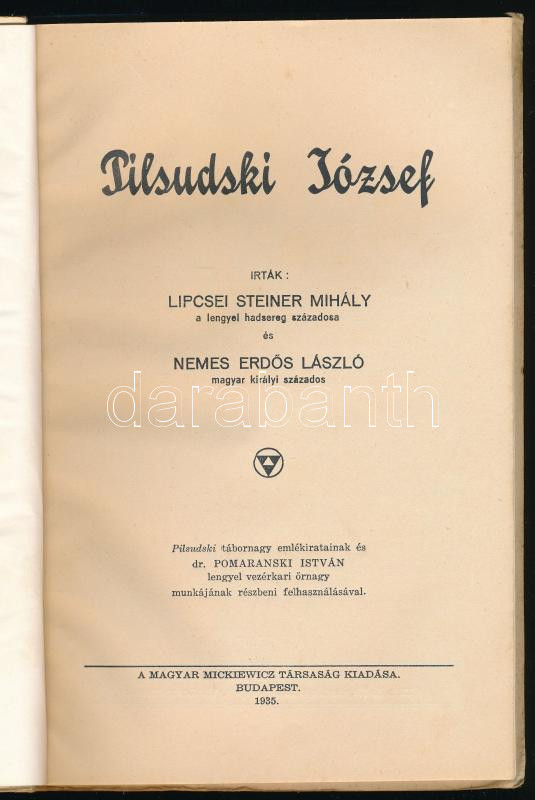 Pilsudski József
IRTÁK :
LIPCSEI STEINER MIHÁLY
a lengyel hadsereg századosa
és
NEMES ERDŐS LÁSZLÓ
magyar királyi százados
darabanth
Pilsudski tábornagy emlékiratainak és
dr. POMARANSKI ISTVÁN
lengyel vezérkari őrnagy
munkájának részbeni felhasználásával.
A MAGYAR MICKIEWICZ TÁRSASÁG KIADÁSA.
BUDAPEST.
1935.